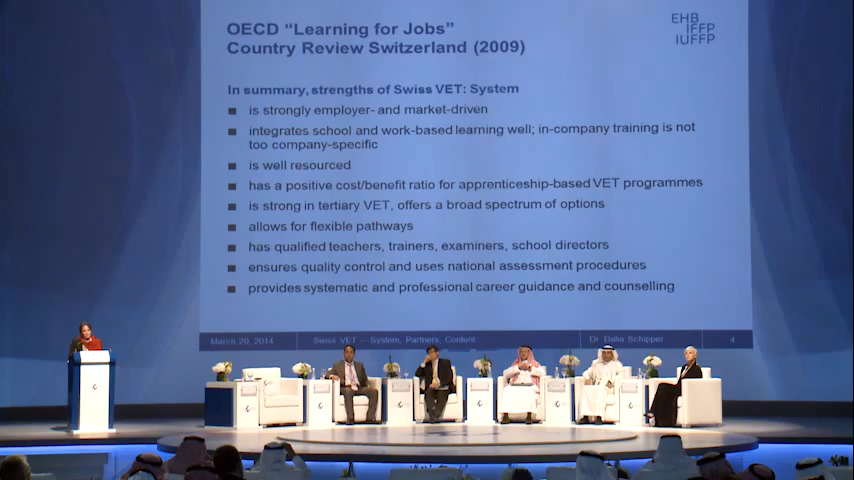 OECD “Learning for Jobs”
Country Review Switzerland (2009)
EHB
IFFP
IUFFP
In summary, strengths of Swiss VET: System
is strongly employer- and market-driven
integrates school and work-based learning well; in-company training is not
too company-specific
is well resourced
has a positive cost/benefit ratio for apprenticeship-based VET programmes
is strong in tertiary VET, offers a broad spectrum of options
allows for flexible pathways
has qualified teachers, trainers, examiners, school directors
ensures quality control and uses national assessment procedures
provides systematic and professional career guidance and counselling
March 20, 2014 Swiss VET – System, Partners, Content Dr. Dalia Schipper 4